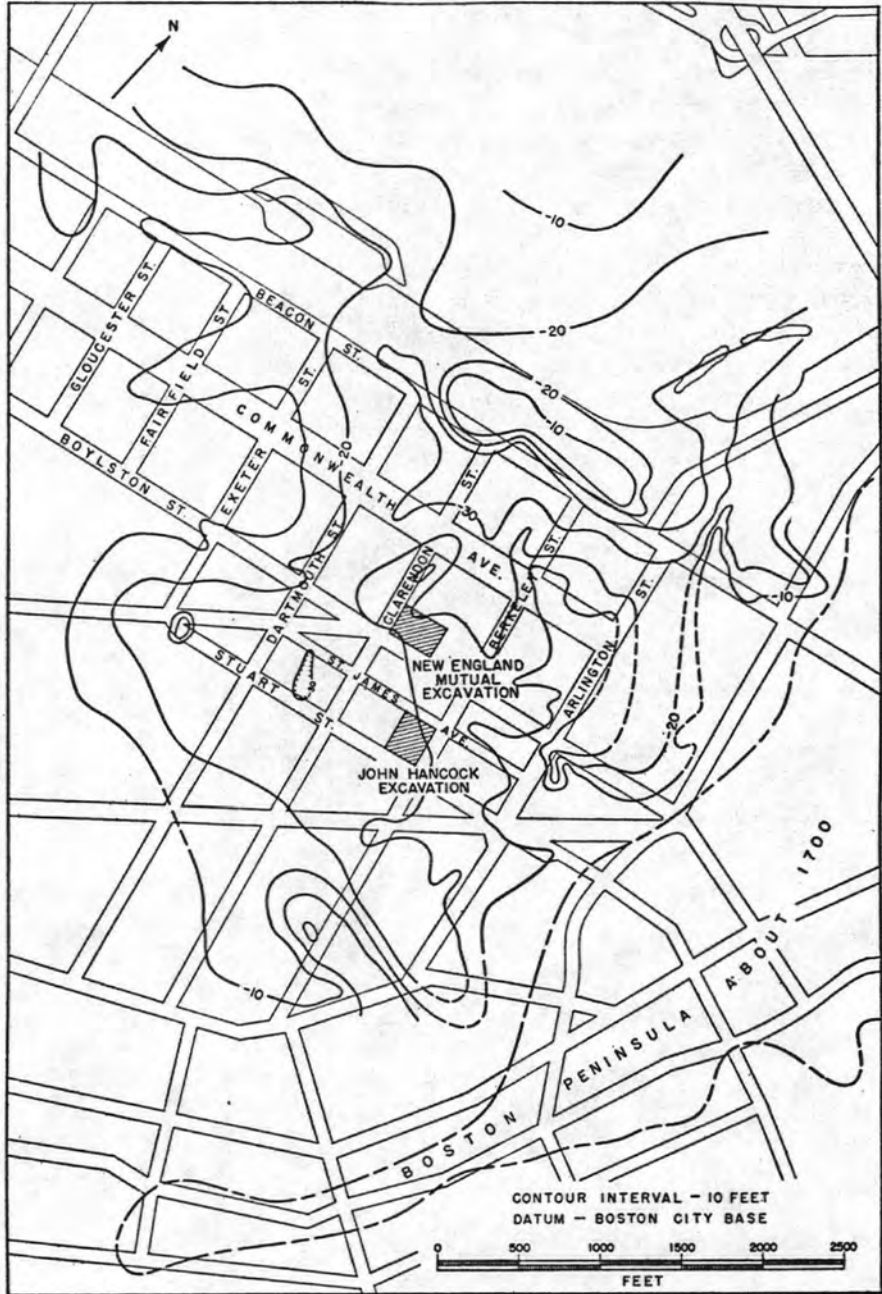 N
-10
-20
GLOUCESTER ST.
FAIRFIELD ST.
BEACON ST.
-20
-10
EXETER ST.
COMMONWEALTH AVE.
-20
BOYLSTON ST.
-30
DARTMOUTH ST.
CLARENDON ST.
BERKELEY ST.
ARLINGTON ST.
-10
NEW ENGLAND
MUTUAL
EXCAVATION
STUART ST.
ST. JAMES AVE.
-20
JOHN HANCOCK
EXCAVATION
-10
BOSTON PENINSULA ABOUT 1700
CONTOUR INTERVAL – 10 FEET
DATUM – BOSTON CITY BASE
0 500 1000 1500 2000 2500
FEET